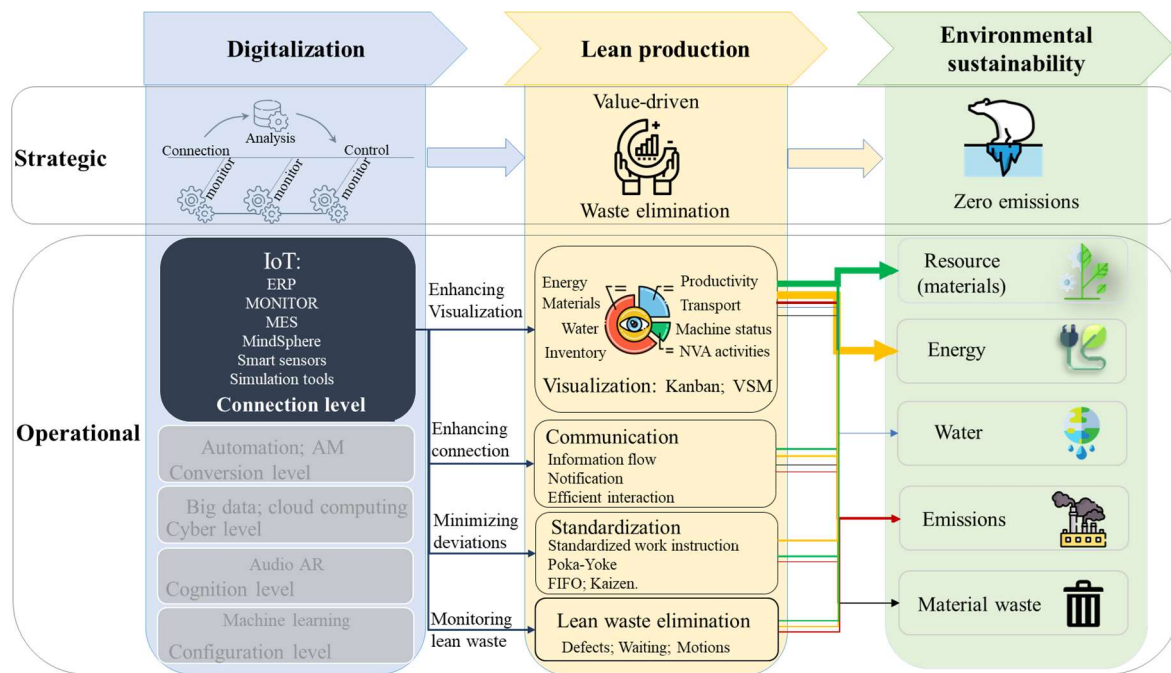 Digitalization
Lean production
Environmental
sustainability
Strategic
Analysis
Connection
Control
monitor
monitor
monitor
Value-driven
Waste elimination
Zero emissions
Operational
IoT:
ERP
MONITOR
MES
MindSphere
Smart sensors
Simulation tools
Connection level
Automation; AM
Conversion level
Big data; cloud computing
Cyber level
Audio AR
Cognition level
Machine learning
Configuration level
Enhancing
Visualization
Enhancing
connection
Minimizing
deviations
Monitoring
lean waste
Energy
Materials
Water
Inventory
Productivity
Transport
Machine status
NVA activities
Visualization: Kanban; VSM
Communication
Information flow
Notification
Efficient interaction
Standardization
Standardized work instruction
Poka-Yoke
FIFO; Kaizen.
Lean waste elimination
Defects; Waiting; Motions
Resource
(materials)
Energy
Water
Emissions
Material waste